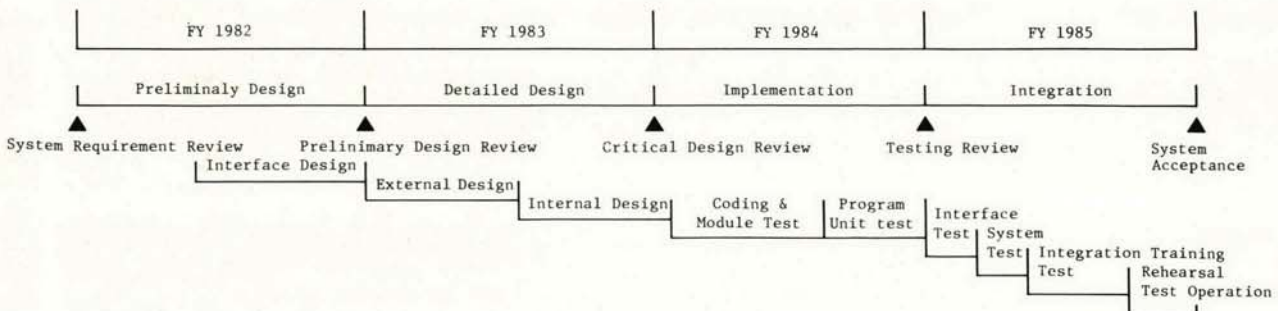 FY 1982 FY 1983 FY 1984 FY 1985
Preliminaly Design Detailed Design Implementation Integration
System Requirement Review Prelinimary Design Review Critical Design Review Testing Review System
Acceptance
Interface Design
External Design
Internal Design
Coding &
Module Test
Program
Unit test
Interface
Test
System
Test
Integration Training
Test
Rehearsal
Test Operation